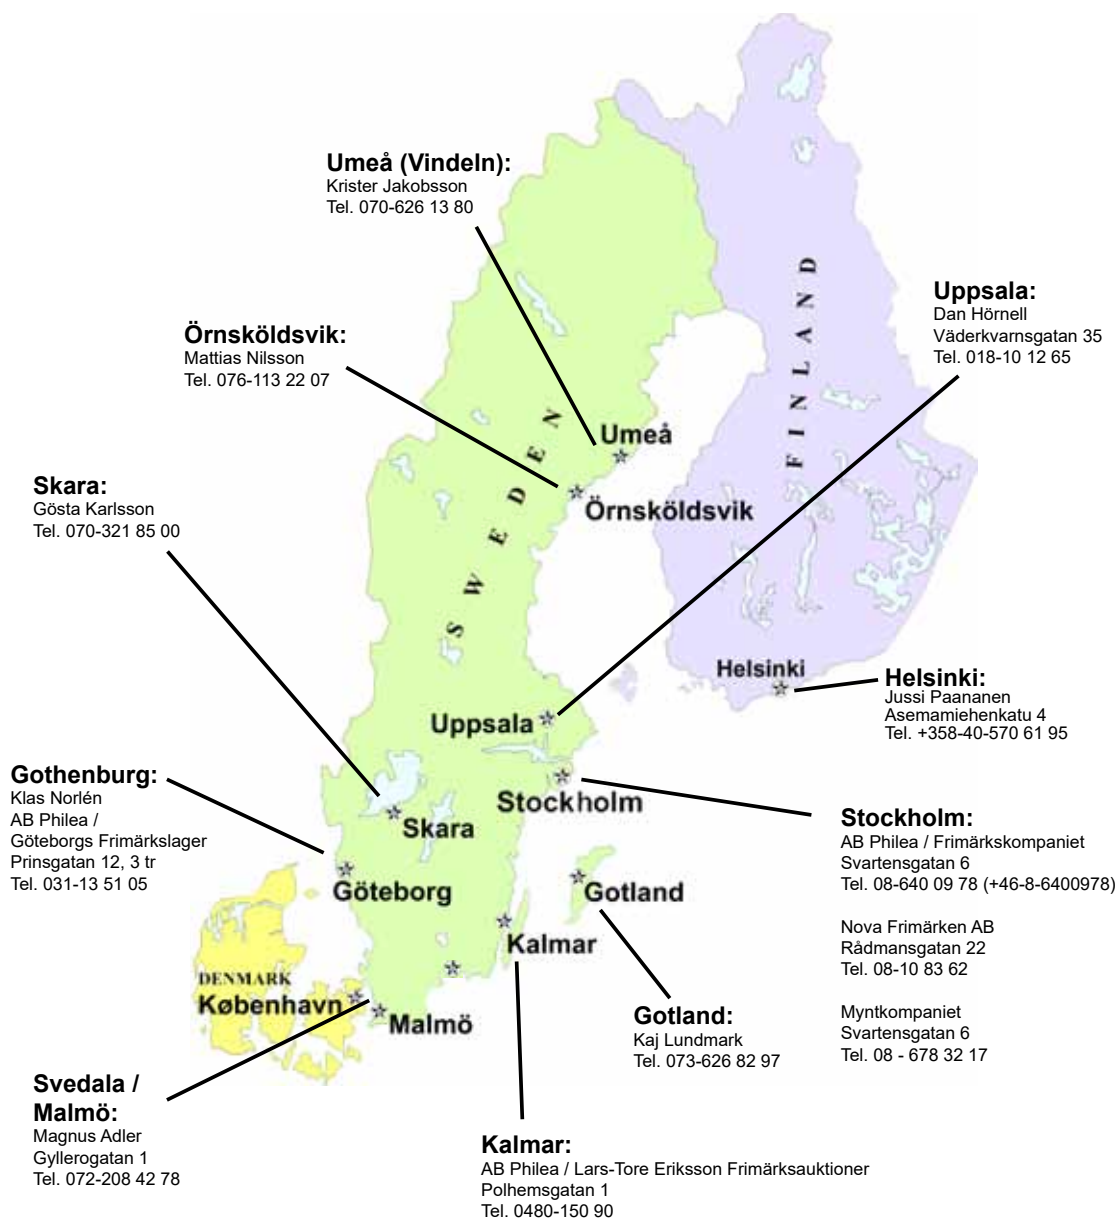 Umeå (Vindeln):
Krister Jakobsson
Tel. 070-626 13 80
Uppsala:
Dan Hörnell
Väderkvarnsgatan 35
Tel. 018-10 12 65
Örnsköldsvik:
Mattias Nilsson
Tel. 076-113 22 07
FINLAND
SWEDEN
Umeå
Örnsköldsvik
Skara:
Gösta Karlsson
Tel. 070-321 85 00
Helsinki
Helsinki:
Jussi Paananen
Asemamiehenkatu 4
Tel. +358-40-570 61 95
Uppsala
Stockholm
Skara
Gothenburg:
Klas Norlén
AB Philea /
Göteborgs Frimärkslager
Prinsgatan 12, 3 tr
Tel. 031-13 51 05
Göteborg
Gotland
Kalmar
Stockholm:
AB Philea / Frimärkskompaniet
Svartensgatan 6
Tel. 08-640 09 78 (+46-8-6400978)
Nova Frimärken AB
Rådmansgatan 22
Tel. 08-10 83 62
Myntkompaniet
Svartensgatan 6
Tel. 08 - 678 32 17
DENMARK
København
Malmö
Gotland:
Kaj Lundmark
Tel. 073-626 82 97
Svedala /
Malmö:
Magnus Adler
Gyllerogatan 1
Tel. 072-208 42 78
Kalmar:
AB Philea / Lars-Tore Eriksson Frimärksauktioner
Polhemsgatan 1
Tel. 0480-150 90